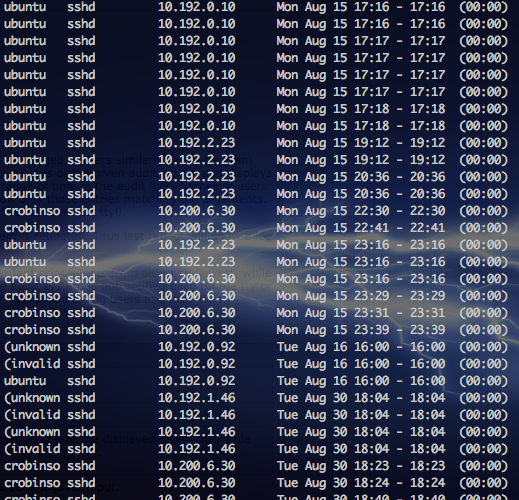 ubuntu sshd 10.192.0.10 Mon Aug 15 17:16 - 17:16 (00:00)
ubuntu sshd 10.192.0.10 Mon Aug 15 17:16 - 17:16 (00:00)
ubuntu sshd 10.192.0.10 Mon Aug 15 17:17 - 17:17 (00:00)
ubuntu sshd 10.192.0.10 Mon Aug 15 17:17 - 17:17 (00:00)
ubuntu sshd 10.192.0.10 Mon Aug 15 17:17 - 17:17 (00:00)
ubuntu sshd 10.192.0.10 Mon Aug 15 17:17 - 17:17 (00:00)
ubuntu sshd 10.192.0.10 Mon Aug 15 17:18 - 17:18 (00:00)
ubuntu sshd 10.192.0.10 Mon Aug 15 17:18 - 17:18 (00:00)
ubuntu sshd 10.192.2.23 Mon Aug 15 19:12 - 19:12 (00:00)
ubuntu sshd 10.192.2.23 Mon Aug 15 19:12 - 19:12 (00:00)
ubuntu sshd 10.192.2.23 Mon Aug 15 20:36 - 20:36 (00:00)
ubuntu sshd 10.192.2.23 Mon Aug 15 20:36 - 20:36 (00:00)
crobinso sshd 10.200.6.30 Mon Aug 15 22:30 - 22:30 (00:00)
crobinso sshd 10.200.6.30 Mon Aug 15 22:41 - 22:41 (00:00)
ubuntu sshd 10.192.2.23 Mon Aug 15 23:16 - 23:16 (00:00)
ubuntu sshd 10.192.2.23 Mon Aug 15 23:16 - 23:16 (00:00)
crobinso sshd 10.200.6.30 Mon Aug 15 23:16 - 23:16 (00:00)
crobinso sshd 10.200.6.30 Mon Aug 15 23:29 - 23:29 (00:00)
crobinso sshd 10.200.6.30 Mon Aug 15 23:31 - 23:31 (00:00)
crobinso sshd 10.200.6.30 Mon Aug 15 23:39 - 23:39 (00:00)
(unknown sshd 10.192.0.92 Tue Aug 16 16:00 - 16:00 (00:00)
(invalid sshd 10.192.0.92 Tue Aug 16 16:00 - 16:00 (00:00)
ubuntu sshd 10.192.0.92 Tue Aug 16 16:00 - 16:00 (00:00)
(unknown sshd 10.192.1.46 Tue Aug 30 18:04 - 18:04 (00:00)
(invalid sshd 10.192.1.46 Tue Aug 30 18:04 - 18:04 (00:00)
(unknown sshd 10.192.1.46 Tue Aug 30 18:04 - 18:04 (00:00)
(invalid sshd 10.192.1.46 Tue Aug 30 18:04 - 18:04 (00:00)
crobinso sshd 10.200.6.30 Tue Aug 30 18:23 - 18:23 (00:00)
crobinso sshd 10.200.6.30 Tue Aug 30 18:24 - 18:24 (00:00)
crobinso sshd 10.200.6.30 Tue Aug 30 18:40 - 18:40 (00:00)